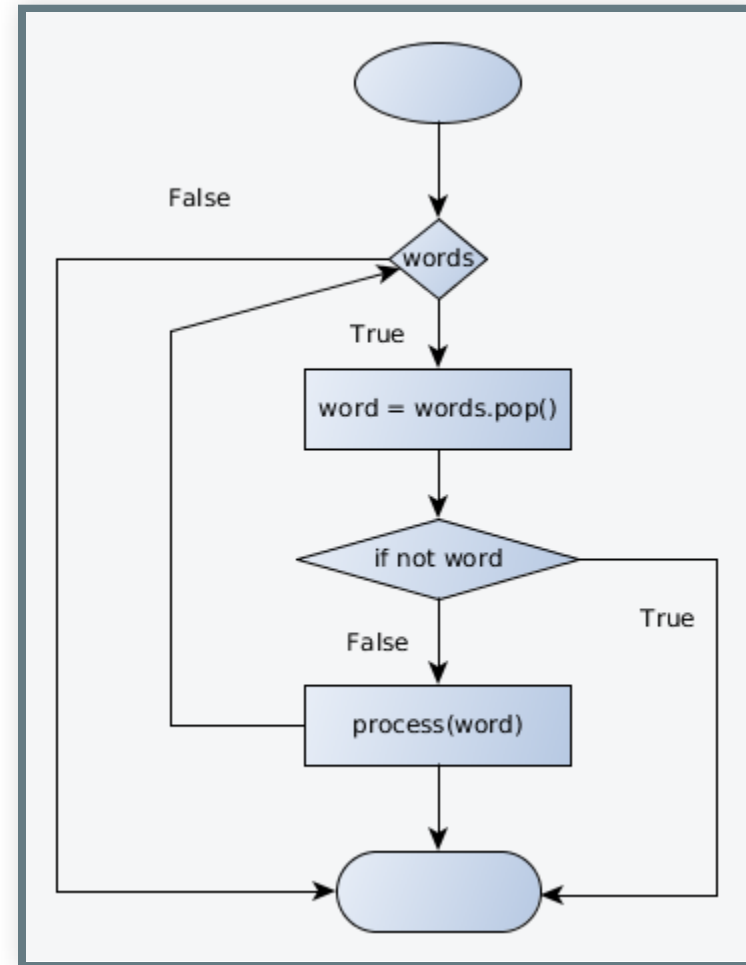 False
words
True
word = words.pop()
if not word
True
False
process(word)